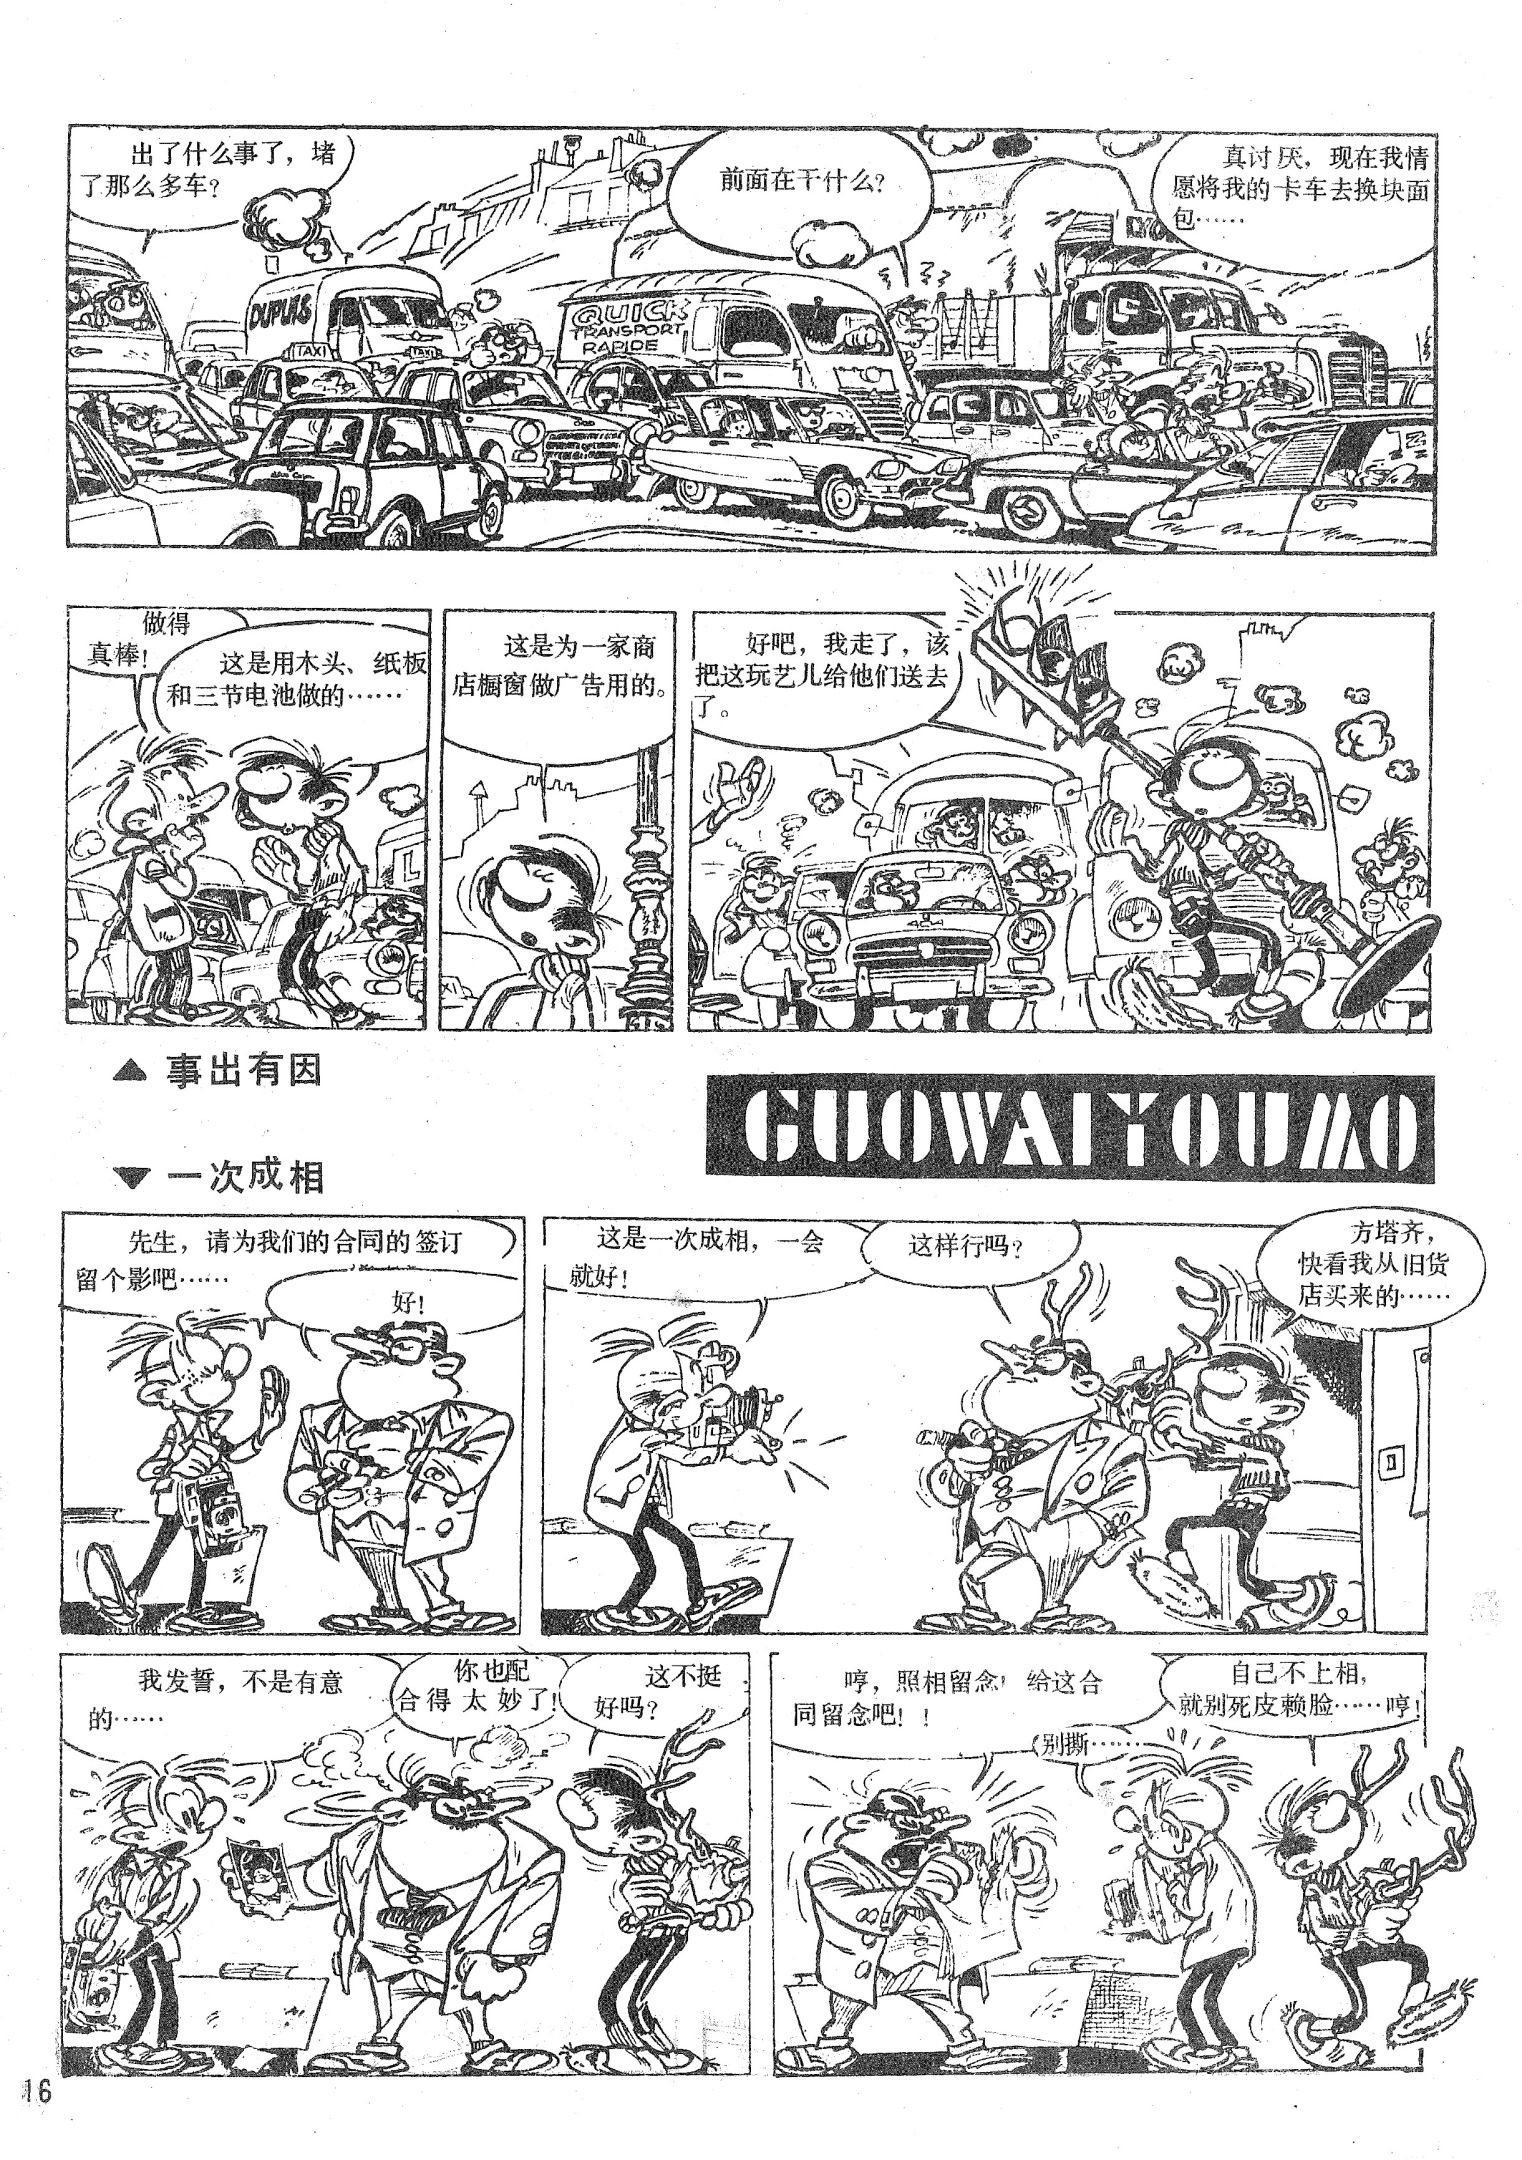 出了什么事了，堵
了那么多车？
前面在干什么？
真讨厌，现在我情
愿将我的卡车去换块面
包……
DUPUIS
QUICK
TRANSPORT
RAPIDE
TAXI
TAXI
做得
真棒！
这是用木头、纸板
和三节电池做的……
这是为一家商
店橱窗做广告用的。
好吧，我走了，该
把这玩艺儿给他们送去
了。
▲ 事出有因
GUOWAIYOUMO
▼ 一次成相
先生，请为我们的合同的签订
留个影吧……
好！
这是一次成相，一会
就好！
这样行吗？
方塔齐，
快看我从旧货
店买来的……
我发誓，不是有意
的……
你也配
合得太妙了！
这不挺
好吗？
哼，照相留念！给这合
同留念吧！！
别撕……
自己不上相，
就别死皮赖脸……哼！
16